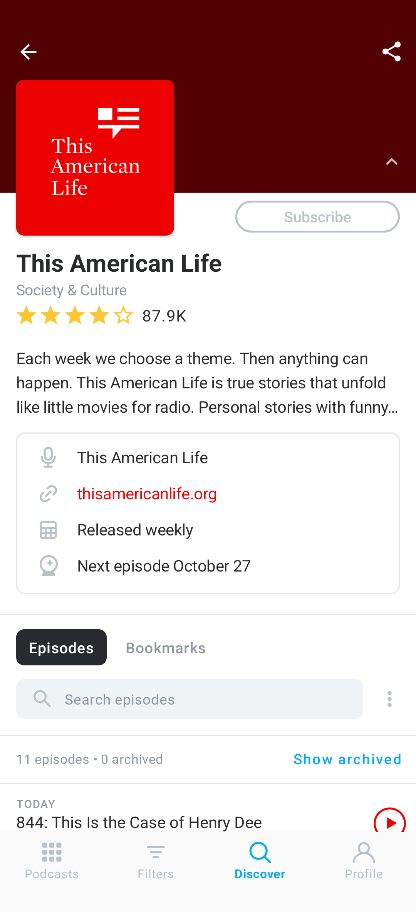 This
American
Life
Subscribe
This American Life
Society & Culture
87.9K
Each week we choose a theme. Then anything can
happen. This American Life is true stories that unfold
like little movies for radio. Personal stories with funny…
This American Life
thisamericanlife.org
Released weekly
Next episode October 27
Episodes Bookmarks
Search episodes
11 episodes • 0 archived Show archived
TODAY
844: This Is the Case of Henry Dee
Podcasts Filters Discover Profile